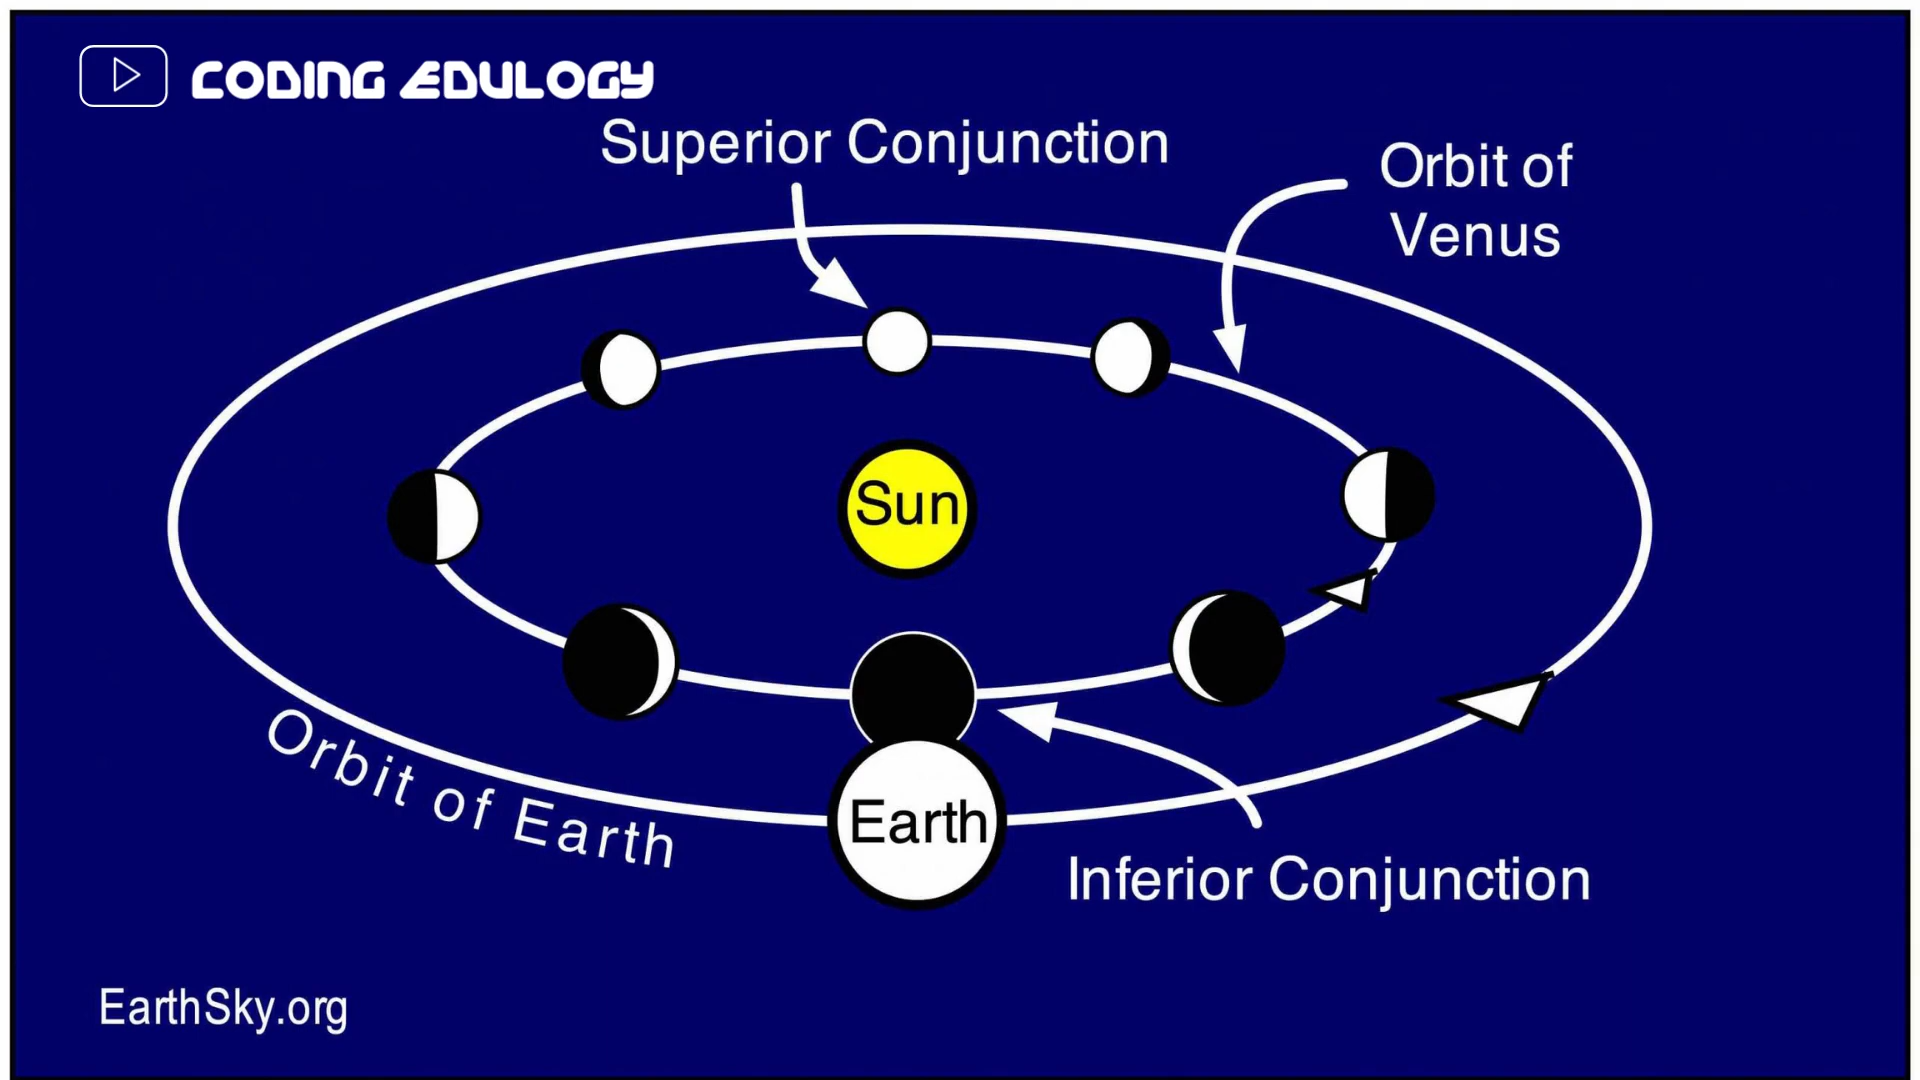 CODING EDULOGY
Superior Conjunction
Orbit of
Venus
Sun
Orbit of Earth
Earth
Inferior Conjunction
EarthSky.org